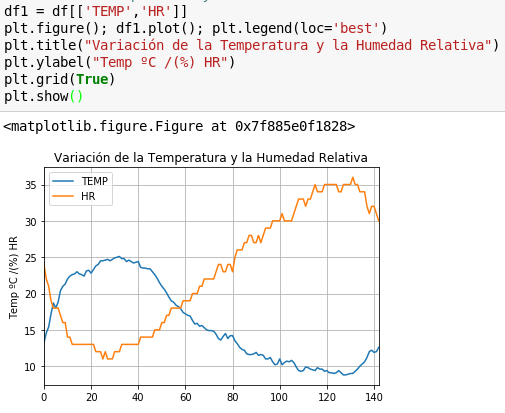 df1 = df[['TEMP','HR']]
plt.figure(); df1.plot(); plt.legend(loc='best')
plt.title("Variación de la Temperatura y la Humedad Relativa")
plt.ylabel("Temp ºC /(%) HR")
plt.grid(True)
plt.show()
<matplotlib.figure.Figure at 0x7f885e0f1828>
Variación de la Temperatura y la Humedad Relativa
TEMP
HR
Temp ºC /(%) HR
35
30
25
20
15
10
0 20 40 60 80 100 120 140